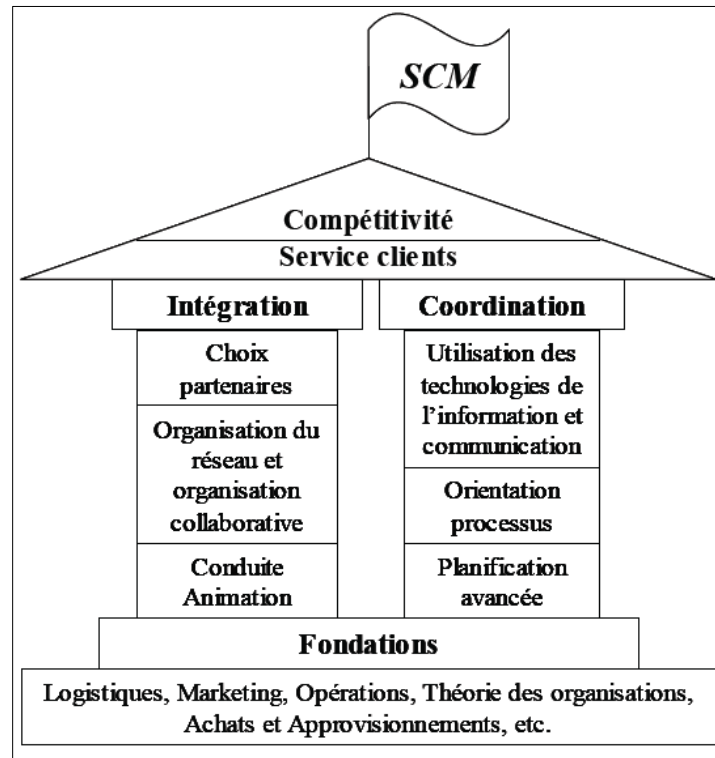 SCM
Compétitivité
Service clients
Intégration
Choix
partenaires
Organisation du
réseau et
organisation
collaborative
Conduite
Animation
Coordination
Utilisation des
technologies de
l'information et
communication
Orientation
processus
Planification
avancée
Fondations
Logistiques, Marketing, Opérations, Théorie des organisations,
Achats et Approvisionnements, etc.